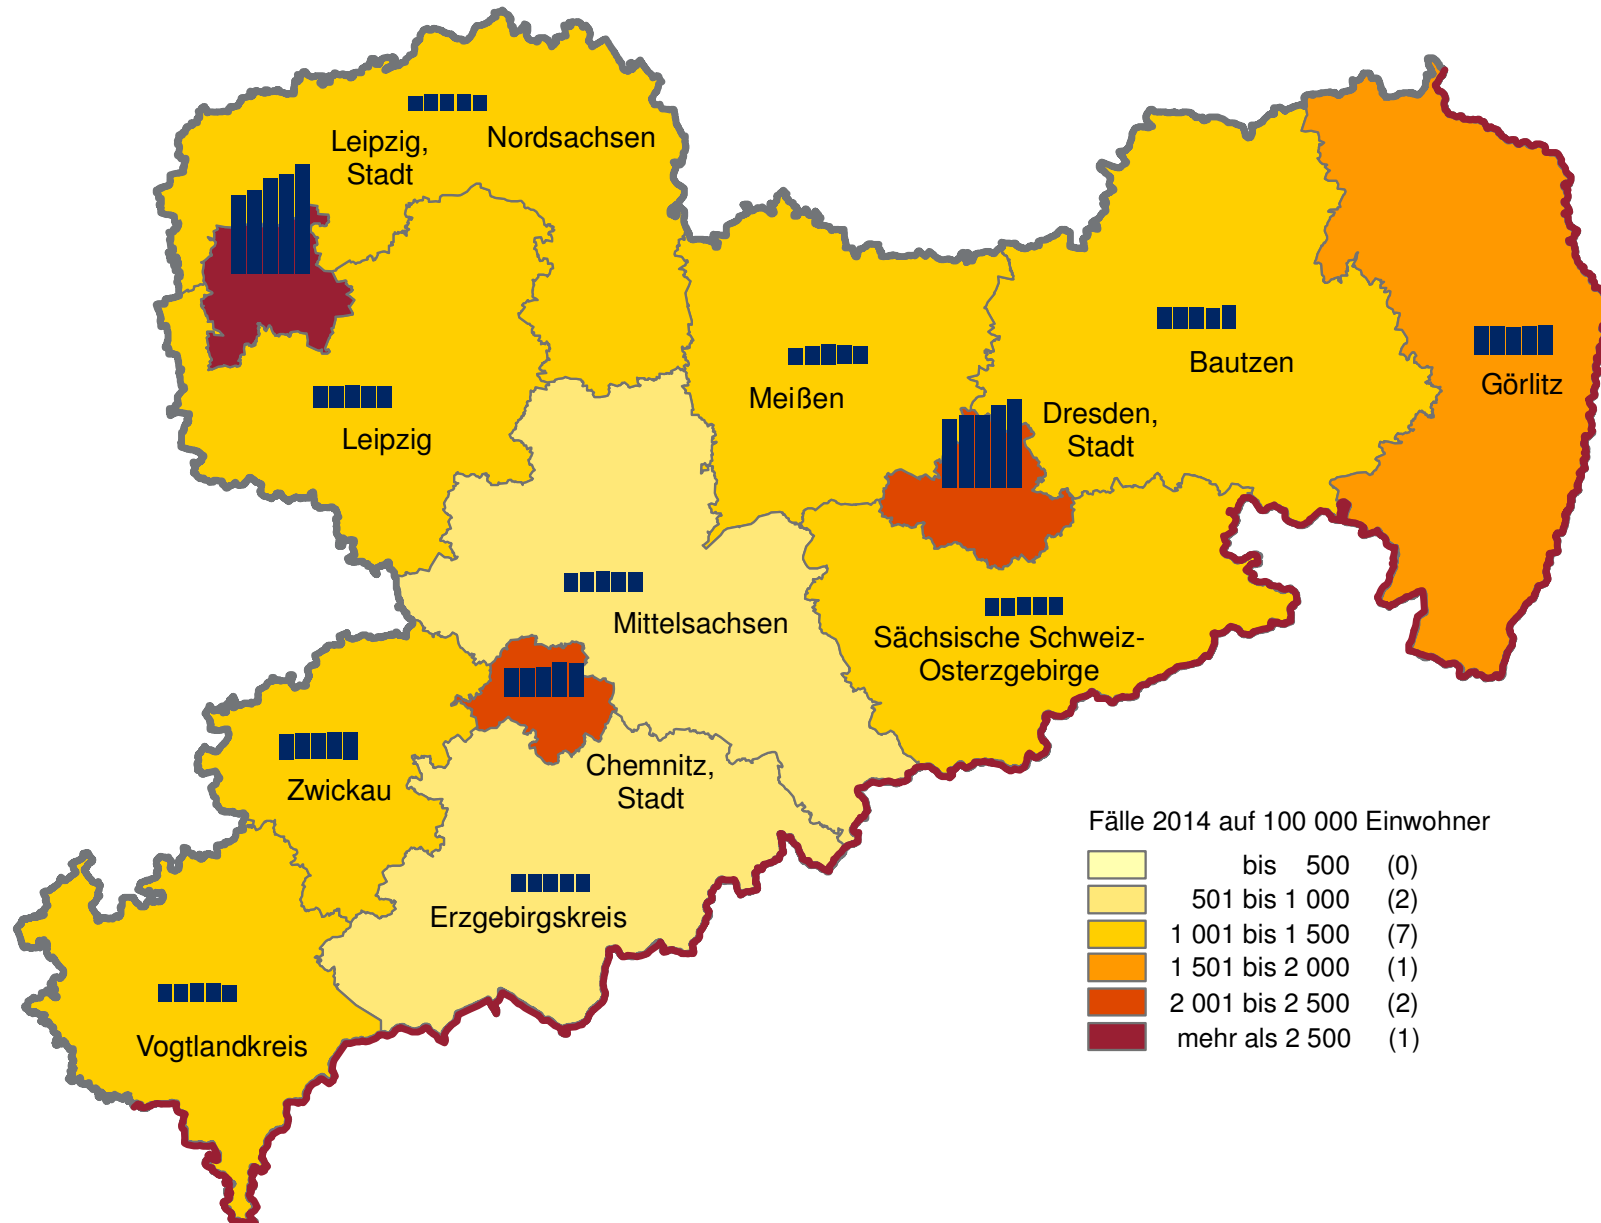 Leipzig,
Stadt
Nordsachsen
Leipzig
Meißen
Dresden,
Stadt
Bautzen
Görlitz
Mittelsachsen
Sächsische Schweiz-
Osterzgebirge
Chemnitz,
Stadt
Zwickau
Erzgebirgskreis
Vogtlandkreis
Fälle 2014 auf 100 000 Einwohner
bis 500 (0)
501 bis 1 000 (2)
1 001 bis 1 500 (7)
1 501 bis 2 000 (1)
2 001 bis 2 500 (2)
mehr als 2 500 (1)